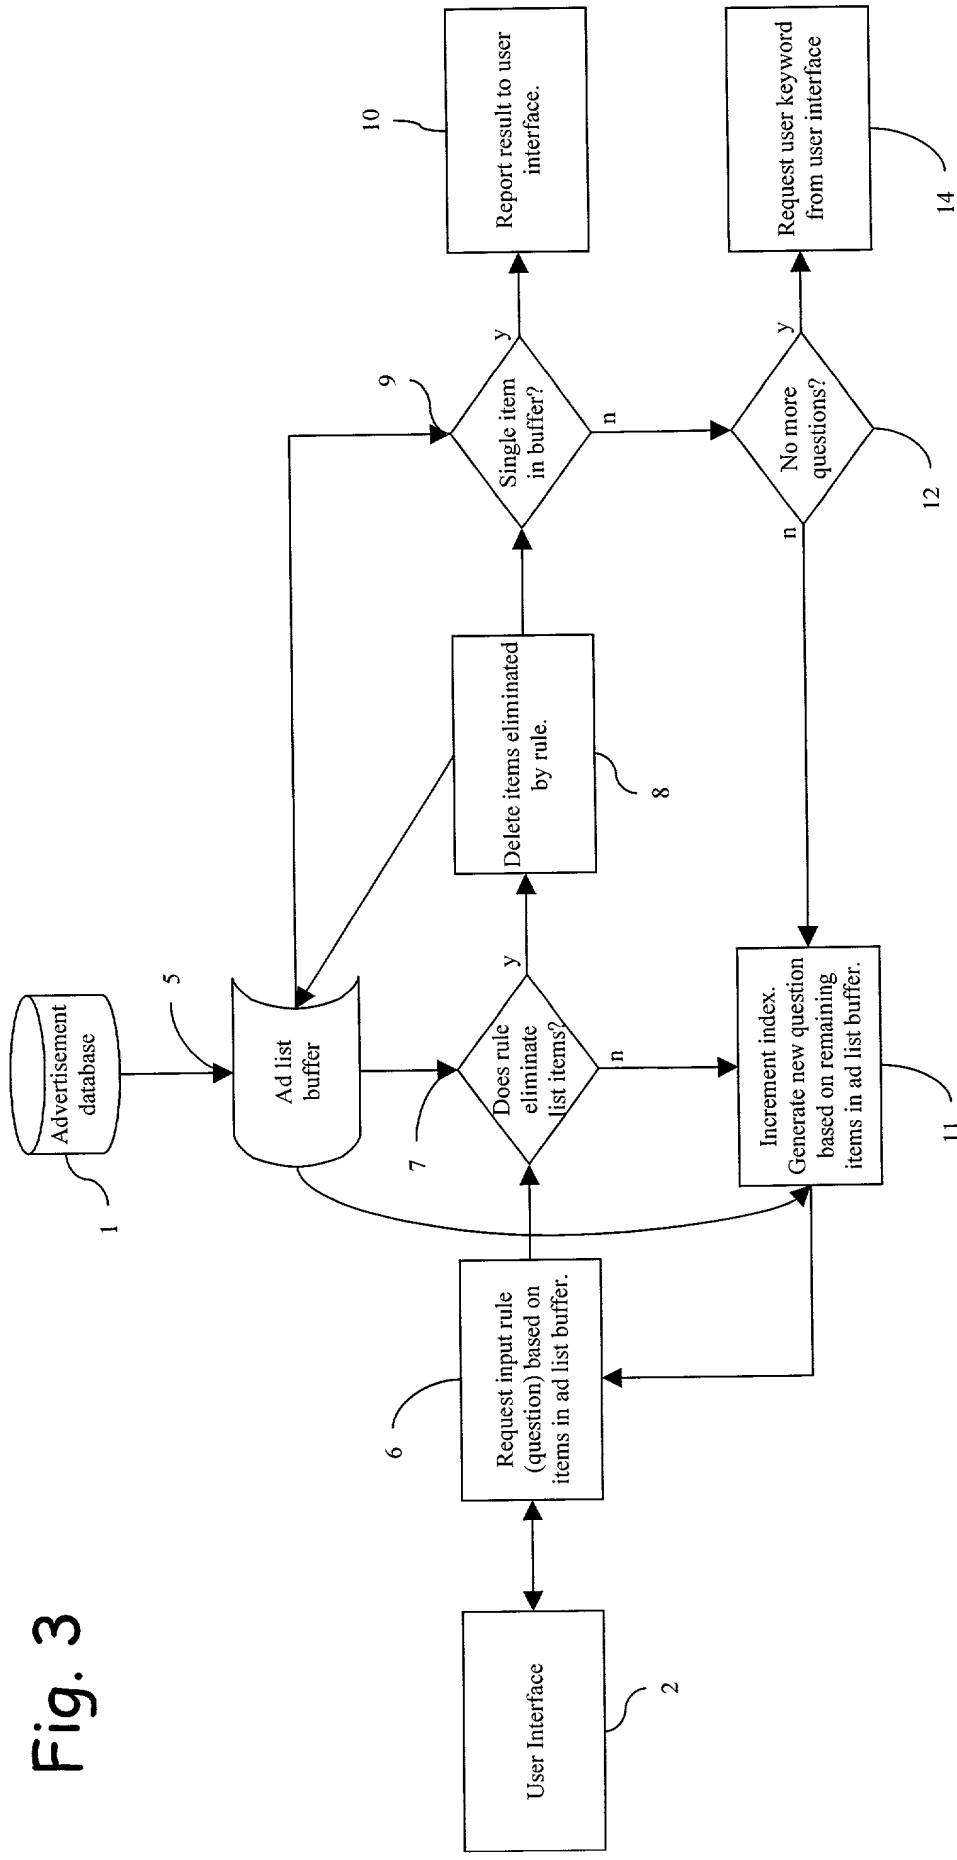 Fig. 3
Advertisement
database
1
5
Ad list
buffer
User Interface
2
Request input rule
(question) based on
items in ad list buffer.
6
Does rule
eliminate
list items?
7
y
n
Delete items eliminated
by rule.
8
Single item
in buffer?
9
y
n
Report result to user
interface.
10
Increment index.
Generate new question
based on remaining
items in ad list buffer.
11
No more
questions?
12
n
y
Request user keyword
from user interface
14